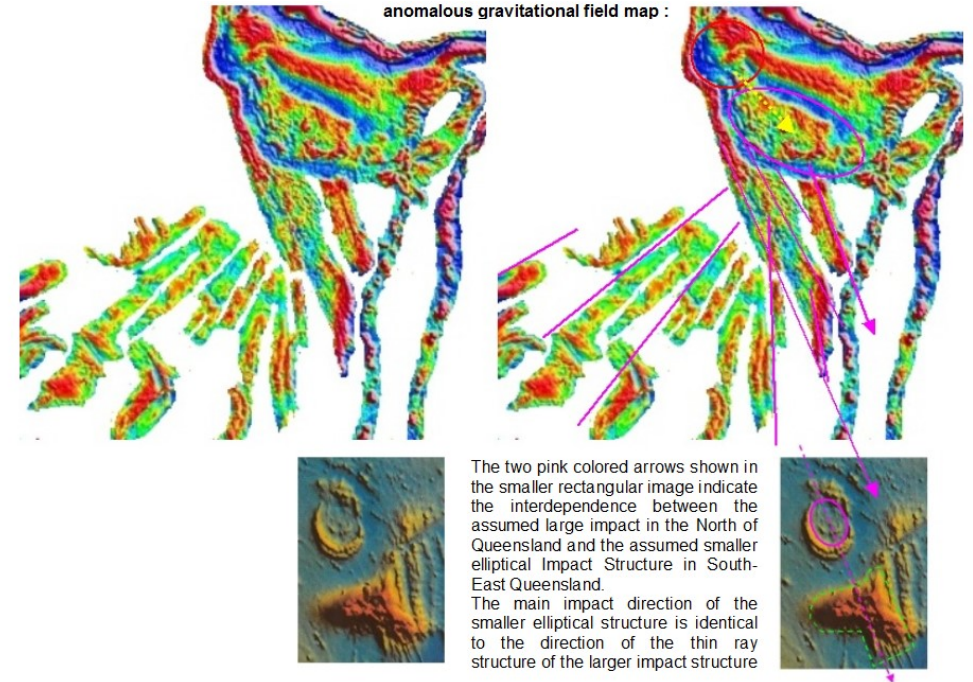 anomalous gravitational field map :
The two pink colored arrows shown in
the smaller rectangular image indicate
the interdependence between the
assumed large impact in the North of
Queensland and the assumed smaller
elliptical Impact Structure in South-
East Queensland.
The main impact direction of the
smaller elliptical structure is identical
to the direction of the thin ray
structure of the larger impact structure